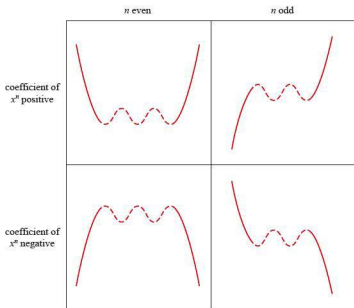 n even
n odd
coefficient of
xⁿ positive
coefficient of
xⁿ negative